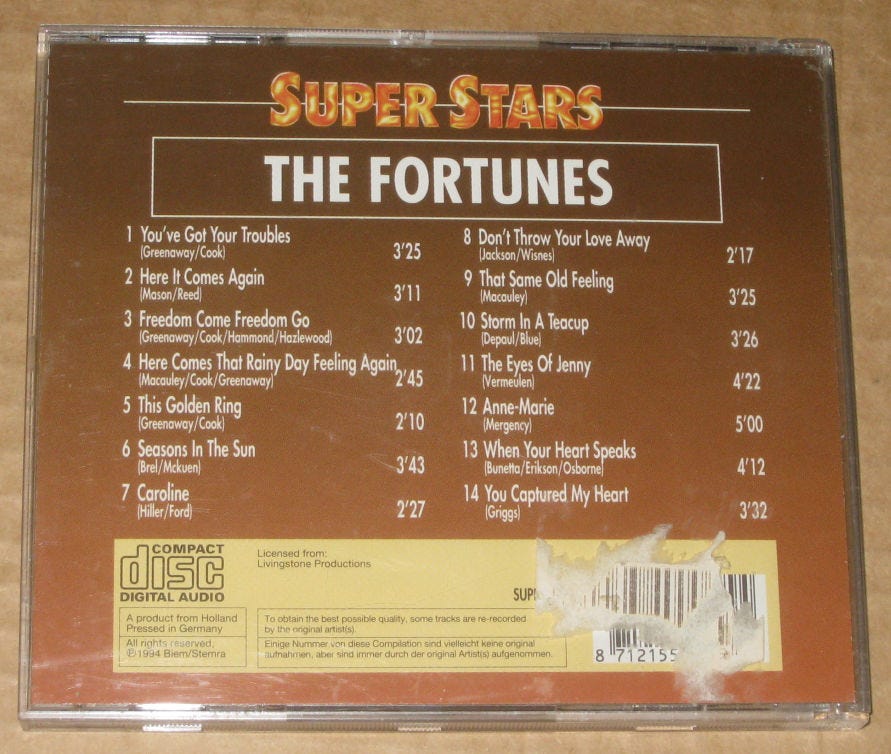 SUPER STARS
THE FORTUNES
1 You've Got Your Troubles
(Greenaway/Cook) 3'25
2 Here It Comes Again
(Mason/Reed) 3'11
3 Freedom Come Freedom Go
(Greenaway/Cook/Hammond/Hazlewood) 3'02
4 Here Comes That Rainy Day Feeling Again
(Macauley/Cook/Greenaway) 2'45
5 This Golden Ring
(Greenaway/Cook) 2'10
6 Seasons In The Sun
(Brel/Mckuen) 3'43
7 Caroline
(Hiller/Ford) 2'27
8 Don't Throw Your Love Away
(Jackson/Wisnes) 2'17
9 That Same Old Feeling
(Macauley) 3'25
10 Storm In A Teacup
(Depaul/Blue) 3'26
11 The Eyes Of Jenny
(Vermeulen) 4'22
12 Anne-Marie
(Mergency) 5'00
13 When Your Heart Speaks
(Bunetta/Erikson/Osborne) 4'12
14 You Captured My Heart
(Griggs) 3'32
COMPACT
disc
DIGITAL AUDIO
Licensed from:
Livingstone Productions
A product from Holland
Pressed in Germany
All rights reserved,
℗1994 Biem/Stemra
To obtain the best possible quality, some tracks are re-recorded
by the original artist(s).
Einige Nummer von diese Compilation sind vielleicht keine original
aufnahmen, aber sind immer durch der original Artist(s) aufgenommen.
8 712155